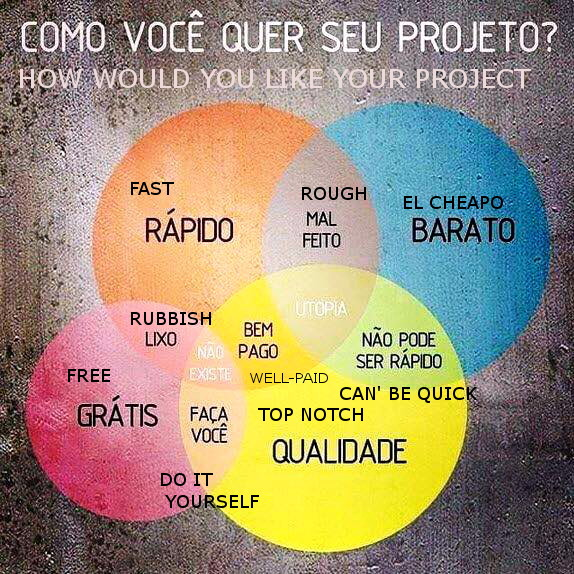 COMO VOCÊ QUER SEU PROJETO?
HOW WOULD YOU LIKE YOUR PROJECT
FAST
RÁPIDO
ROUGH
MAL
FEITO
EL CHEAPO
BARATO
UTOPIA
RUBBISH
LIXO
BEM
PAGO
WELL-PAID
NÃO PODE
SER RÁPIDO
CAN' BE QUICK
NÃO
EXISTE
FREE
GRÁTIS
FAÇA
VOCÊ
DO IT
YOURSELF
TOP NOTCH
QUALIDADE